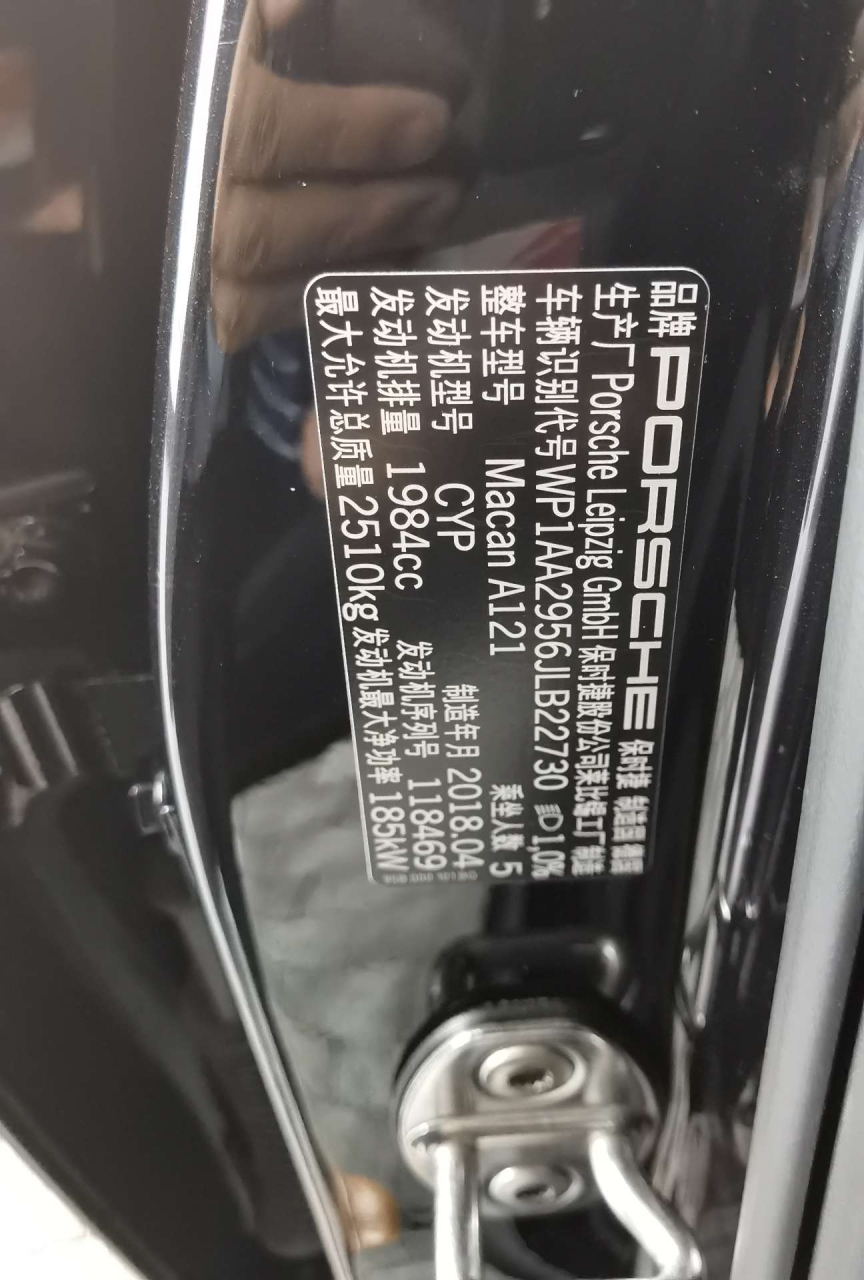 品牌 PORSCHE 保时捷 制造国 德国
生产厂 Porsche Leipzig GmbH 保时捷股份公司莱比锡工厂 制造
车辆识别代号 WP1AA2956JLB22730 1,0%
整车型号 Macan A121 乘坐人数 5
发动机型号 CYP 制造年月 2018.04
发动机排量 1984cc 发动机序列号 118469
最大允许总质量 2510kg 发动机最大净功率 185kW